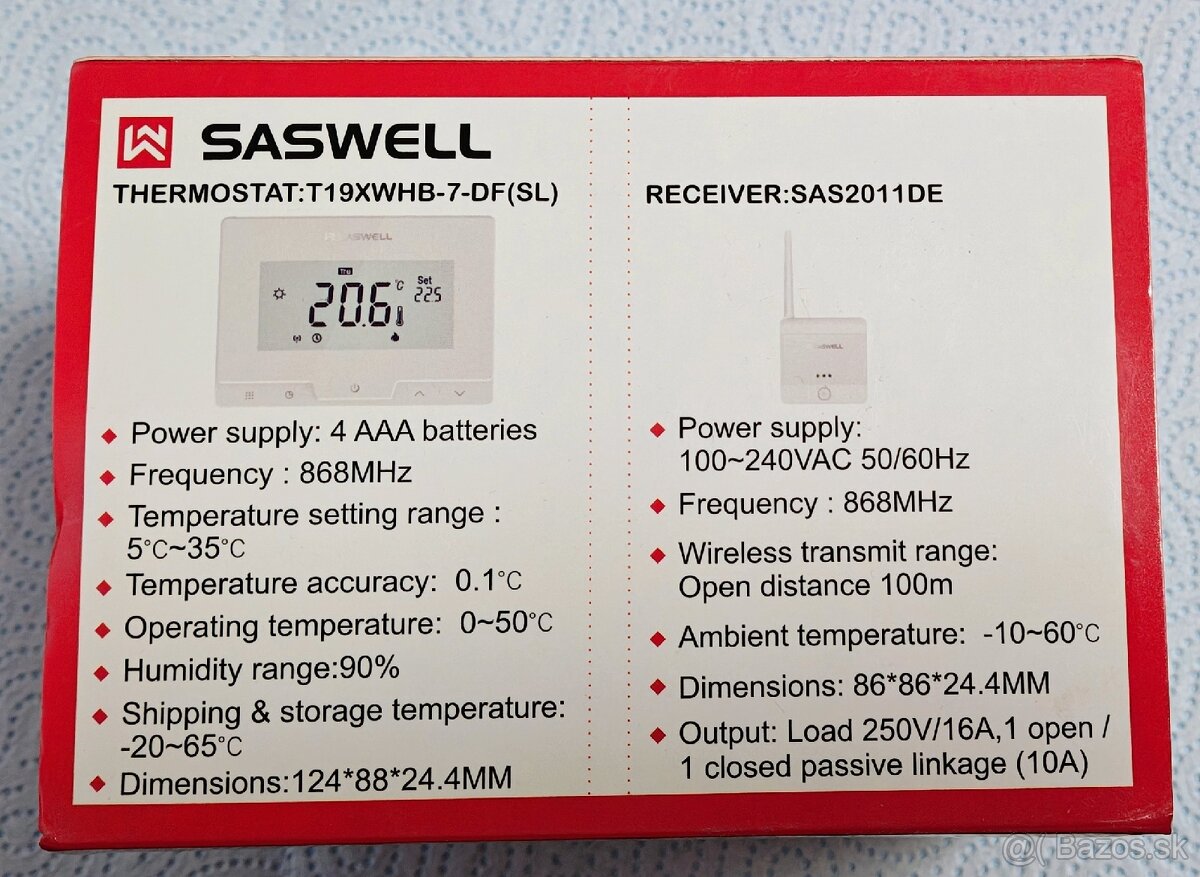 SASWELL
THERMOSTAT:T19XWHB-7-DF(SL)
SASWELL
Thu
20.6 °C
Set
22.5
Power supply: 4 AAA batteries
Frequency : 868MHz
Temperature setting range :
5°C~35°C
Temperature accuracy: 0.1°C
Operating temperature: 0~50°C
Humidity range:90%
Shipping & storage temperature:
-20~65°C
Dimensions:124*88*24.4MM
RECEIVER:SAS2011DE
SASWELL
Power supply:
100~240VAC 50/60Hz
Frequency : 868MHz
Wireless transmit range:
Open distance 100m
Ambient temperature: -10~60°C
Dimensions: 86*86*24.4MM
Output: Load 250V/16A,1 open /
1 closed passive linkage (10A)
@( Bazos.sk